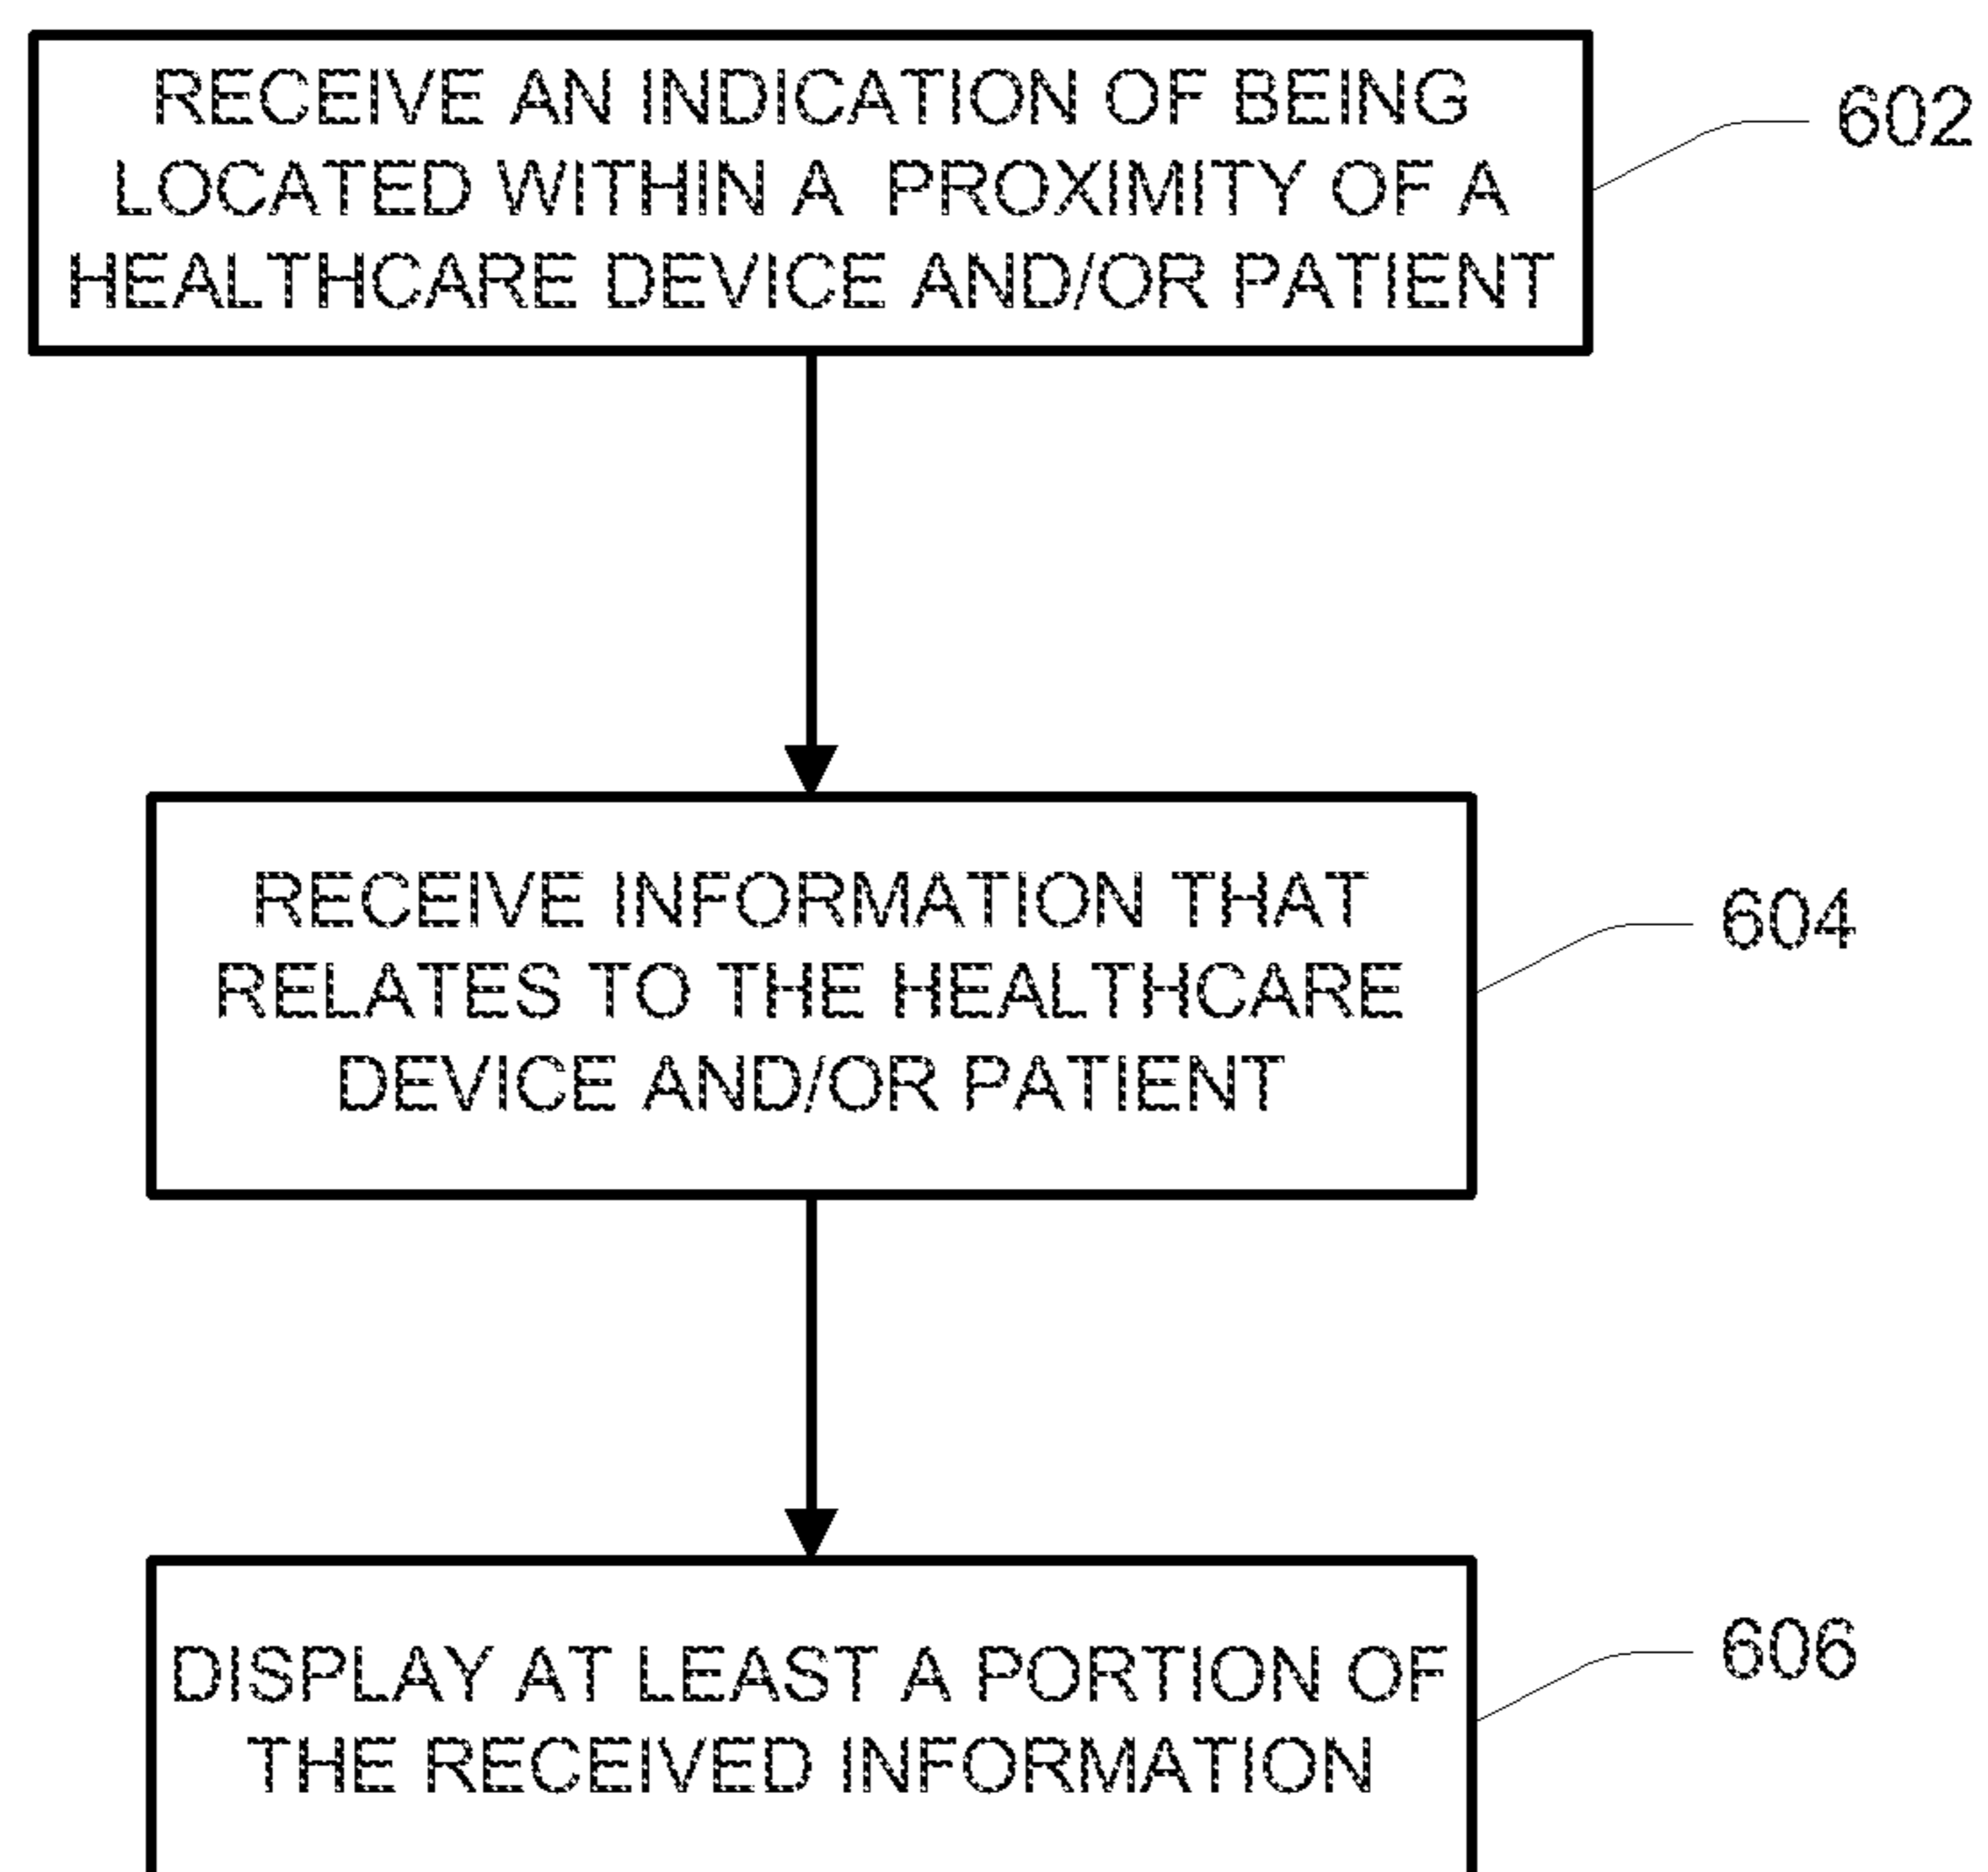 RECEIVE AN INDICATION OF BEING
LOCATED WITHIN A PROXIMITY OF A
HEALTHCARE DEVICE AND/OR PATIENT
602
RECEIVE INFORMATION THAT
RELATES TO THE HEALTHCARE
DEVICE AND/OR PATIENT
604
DISPLAY AT LEAST A PORTION OF
THE RECEIVED INFORMATION
606